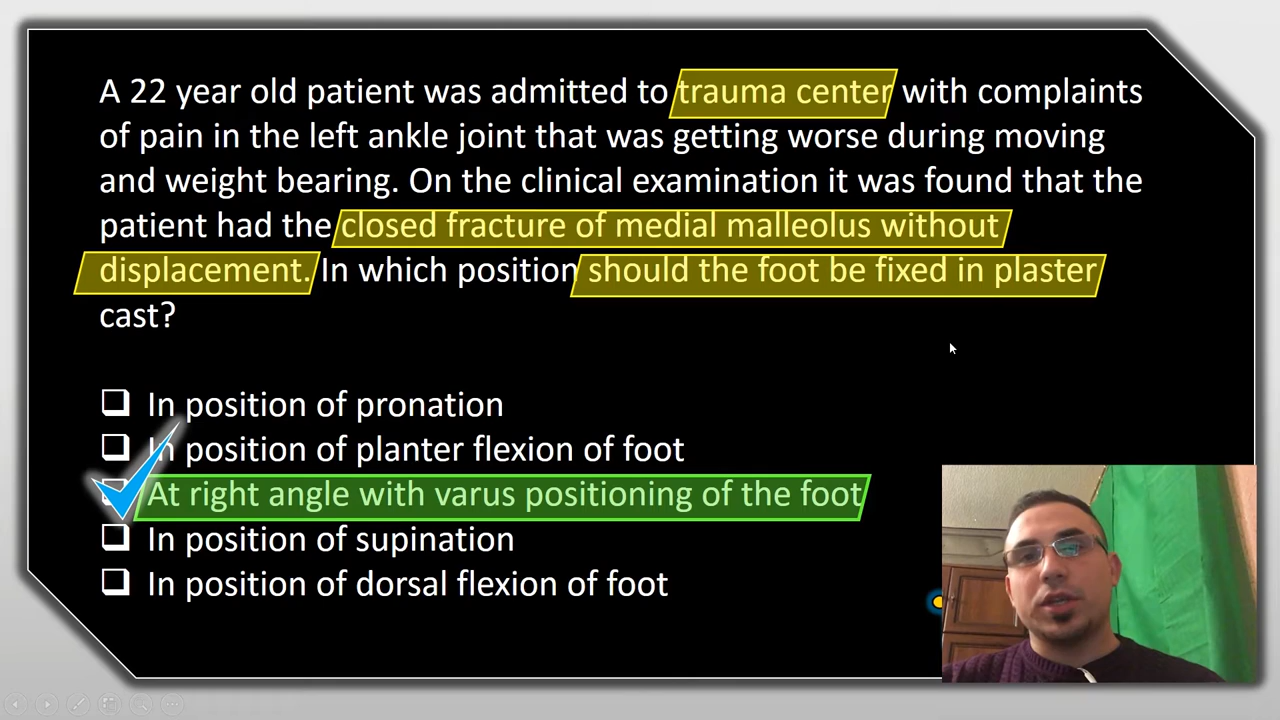 A 22 year old patient was admitted to trauma center with complaints
of pain in the left ankle joint that was getting worse during moving
and weight bearing. On the clinical examination it was found that the
patient had the closed fracture of medial malleolus without
displacement. In which position should the foot be fixed in plaster
cast?
In position of pronation
In position of planter flexion of foot
At right angle with varus positioning of the foot
In position of supination
In position of dorsal flexion of foot